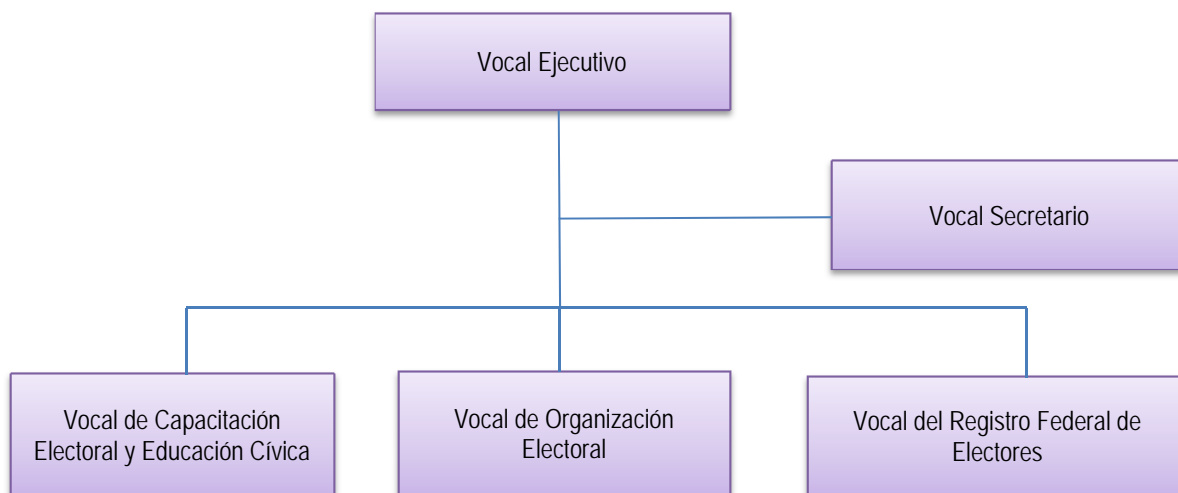 Vocal Ejecutivo
Vocal Secretario
Vocal de Capacitación
Electoral y Educación Cívica
Vocal de Organización
Electoral
Vocal del Registro Federal de
Electores